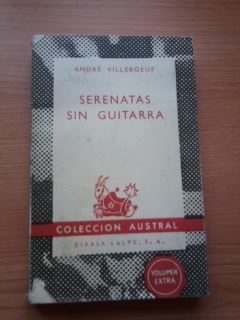 ANDRÉ VILLEBOEUF
SERENATAS
SIN GUITARRA
COLECCION AUSTRAL
ESPASA-CALPE, S. A.
VOLUMEN
EXTRA